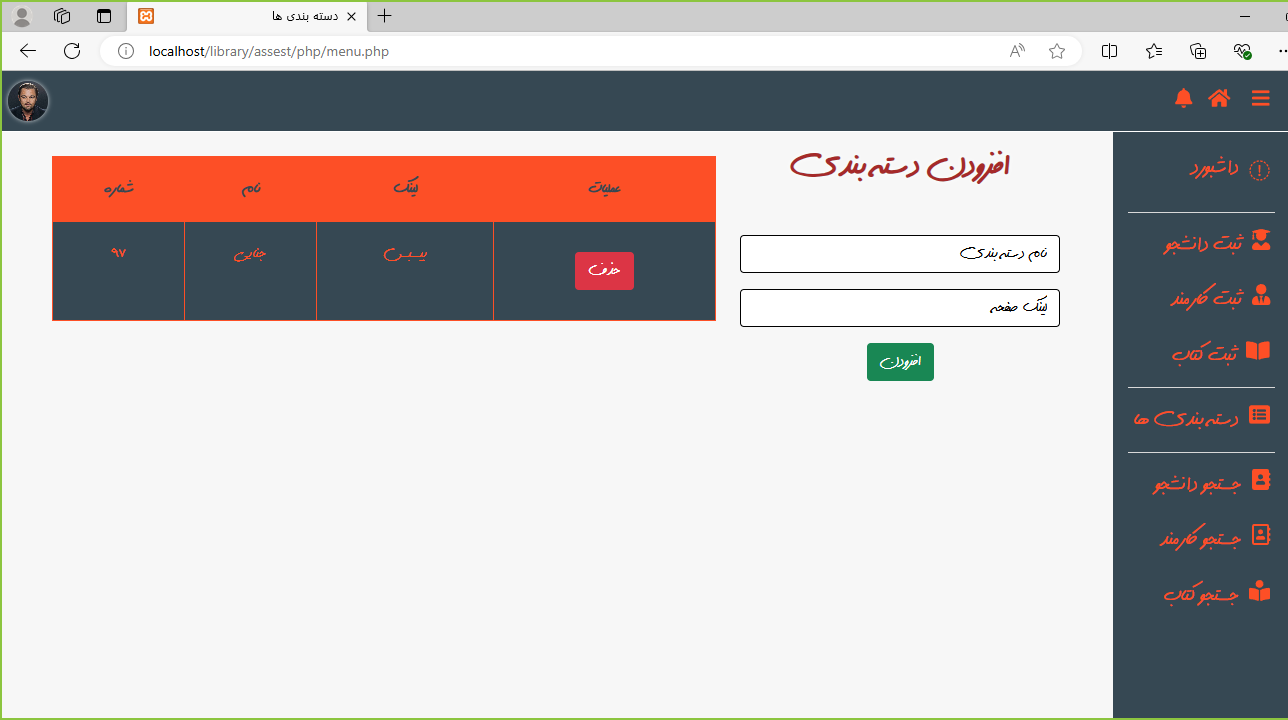 دسته بندی ها
localhost/library/assest/php/menu.php
افزودن دسته بندی
نام دسته بندی
لینک صفحه
افزودن
شماره نام لینک عملیات
۹۷ جنایی بیسبس حذف
داشبورد
ثبت دانشجو
ثبت کارمند
ثبت کتاب
دسته بندی ها
جستجو دانشجو
جستجو کارمند
جستجو کتاب